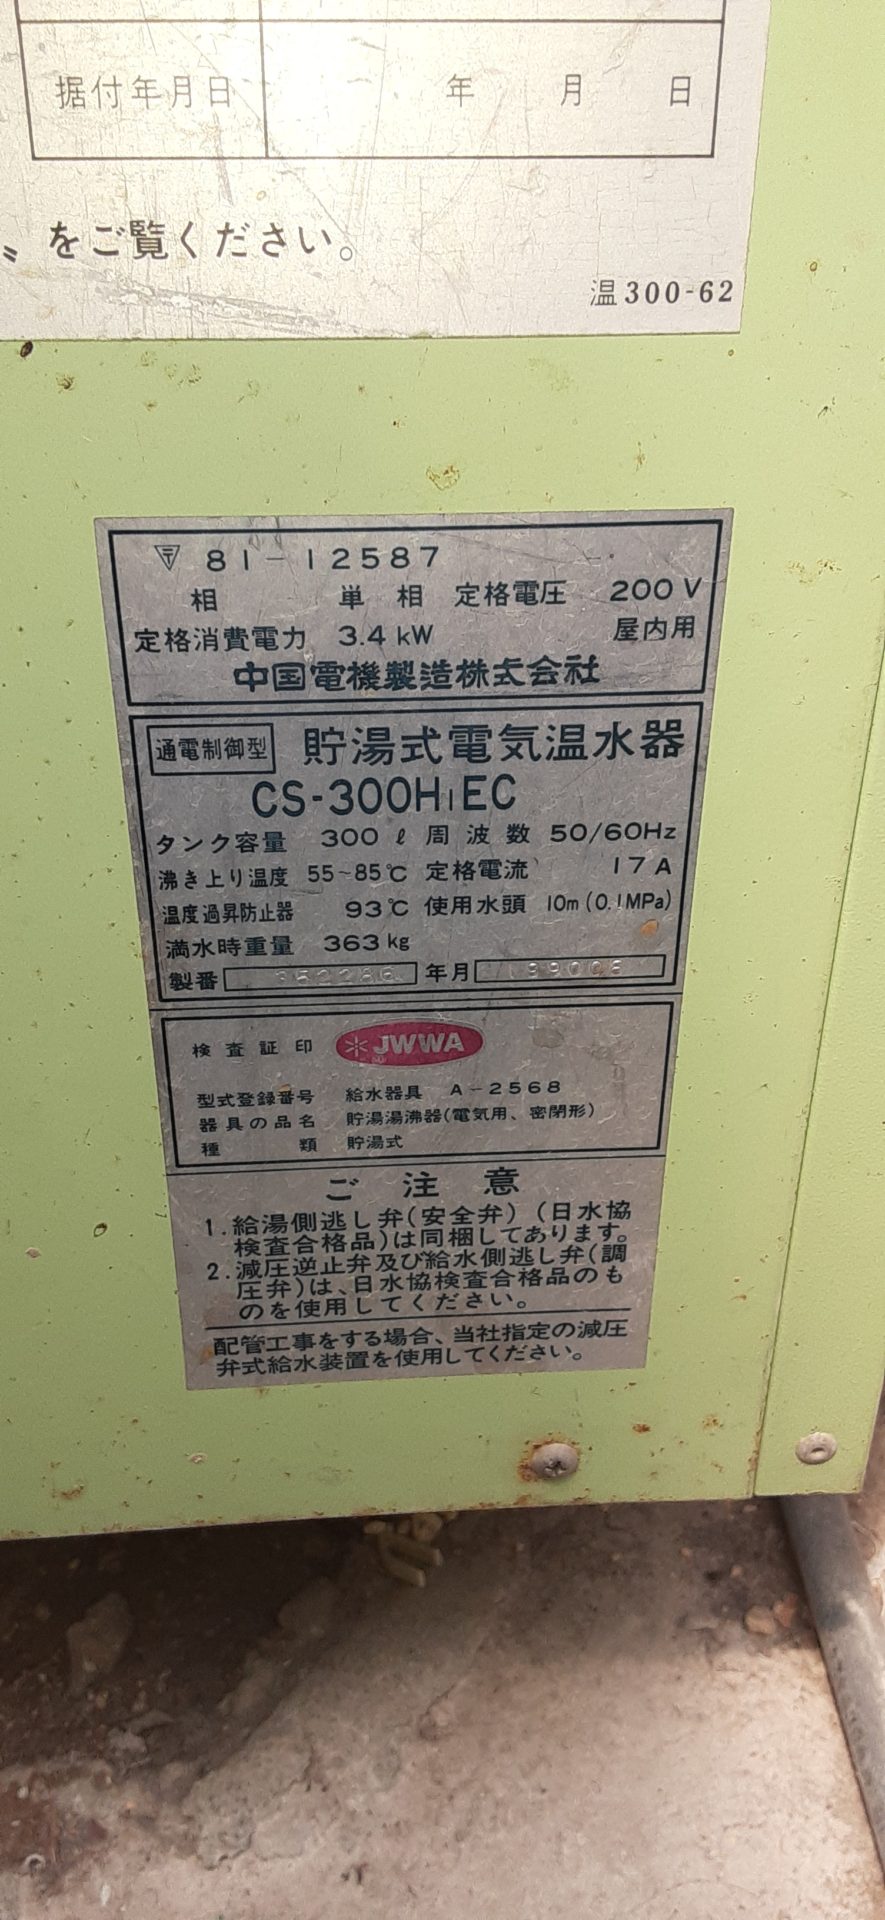 据付年月日 年 月 日
〟をご覧ください。
温300-62
〒 81-12587
相 単相 定格電圧 200V
定格消費電力 3.4kW 屋内用
中国電機製造株式会社
通電制御型 貯湯式電気温水器
CS-300H₁EC
タンク容量 300ℓ 周波数 50/60Hz
沸き上り温度 55~85℃ 定格電流 17A
温度過昇防止器 93℃ 使用水頭 10m(0.1MPa)
満水時重量 363kg
製番 年月
検査証印 JWWA
型式登録番号 給水器具 A-2568
器具の品名 貯湯湯沸器(電気用、密閉形)
種類 貯湯式
ご注意
1.給湯側逃し弁(安全弁)(日水協
検査合格品)は同梱してあります。
2.減圧逆止弁及び給水側逃し弁(調
圧弁)は、日水協検査合格品のも
のを使用してください。
配管工事をする場合、当社指定の減圧
弁式給水装置を使用してください。